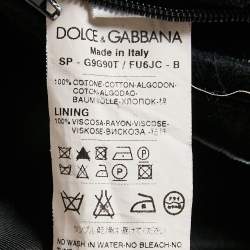 DOLCE & GABBANA
Made in Italy
SP - G9G90T / FU6JC - B
100% COTONE-COTTON-ALGODON-
COTON-ALGODAO-
BAUMWOLLE-ХЛОПОК-
LINING
100% VISCOSA-RAYON-VISCOSE-
VISKOSE-ВИСКОЗА-
NO WASH IN WATER-NO BLEACH-NO